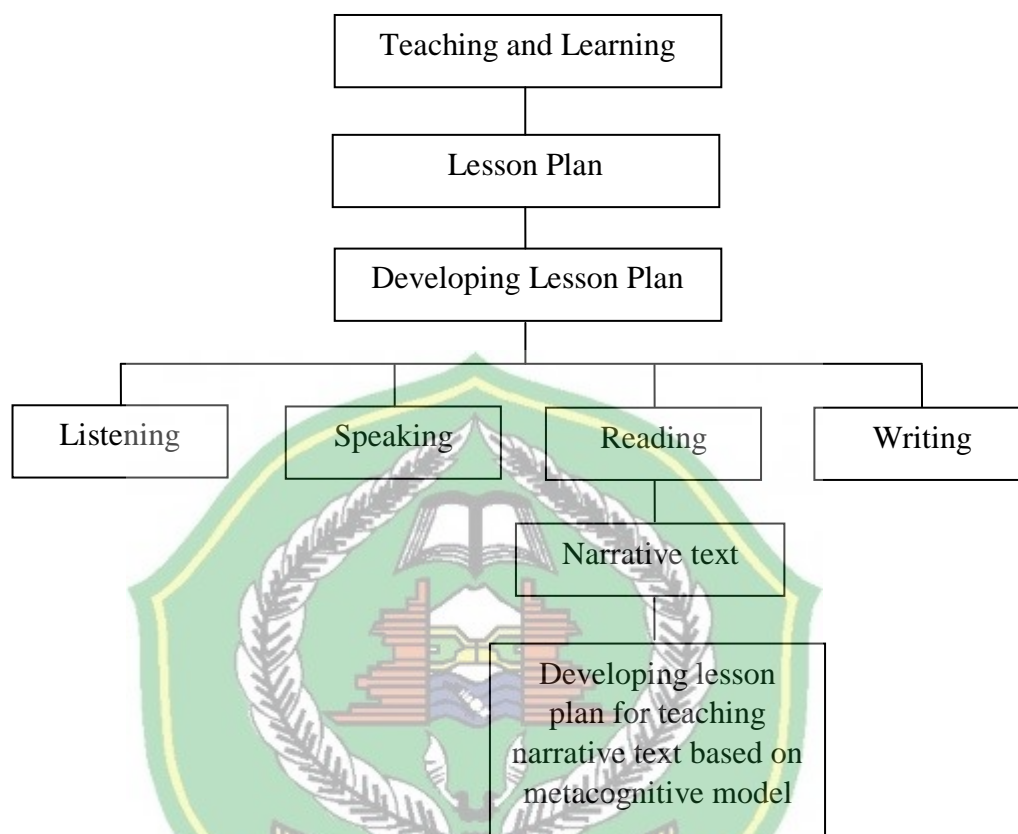 Teaching and Learning
Lesson Plan
Developing Lesson Plan
Listening
Speaking
Reading
Writing
Narrative text
Developing lesson
plan for teaching
narrative text based on
metacognitive model